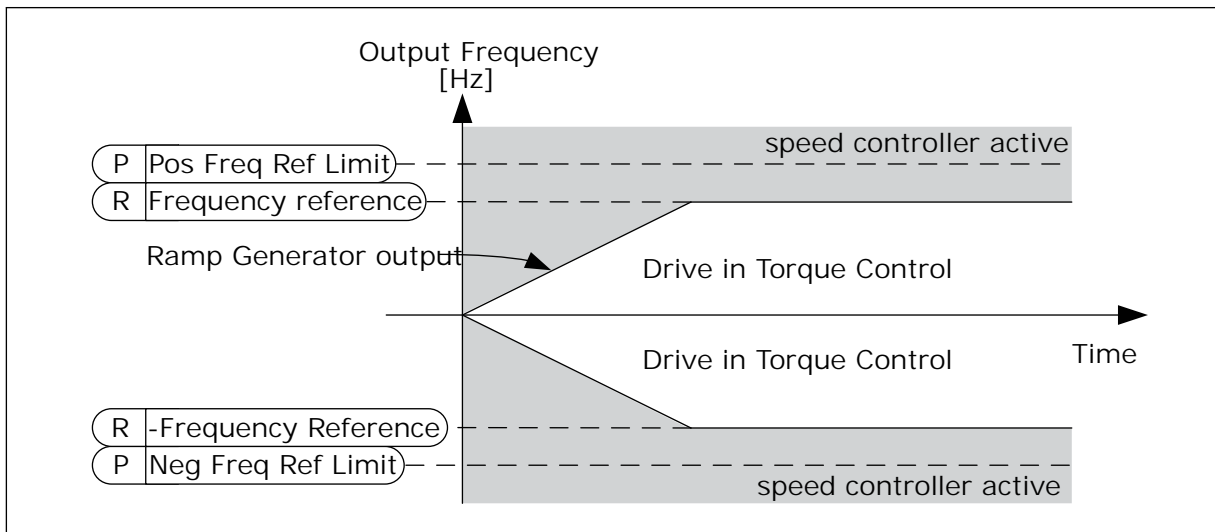 Output Frequency
[Hz]
speed controller active
P Pos Freq Ref Limit
R Frequency reference
Ramp Generator output
Drive in Torque Control
Time
Drive in Torque Control
R -Frequency Reference
P Neg Freq Ref Limit
speed controller active